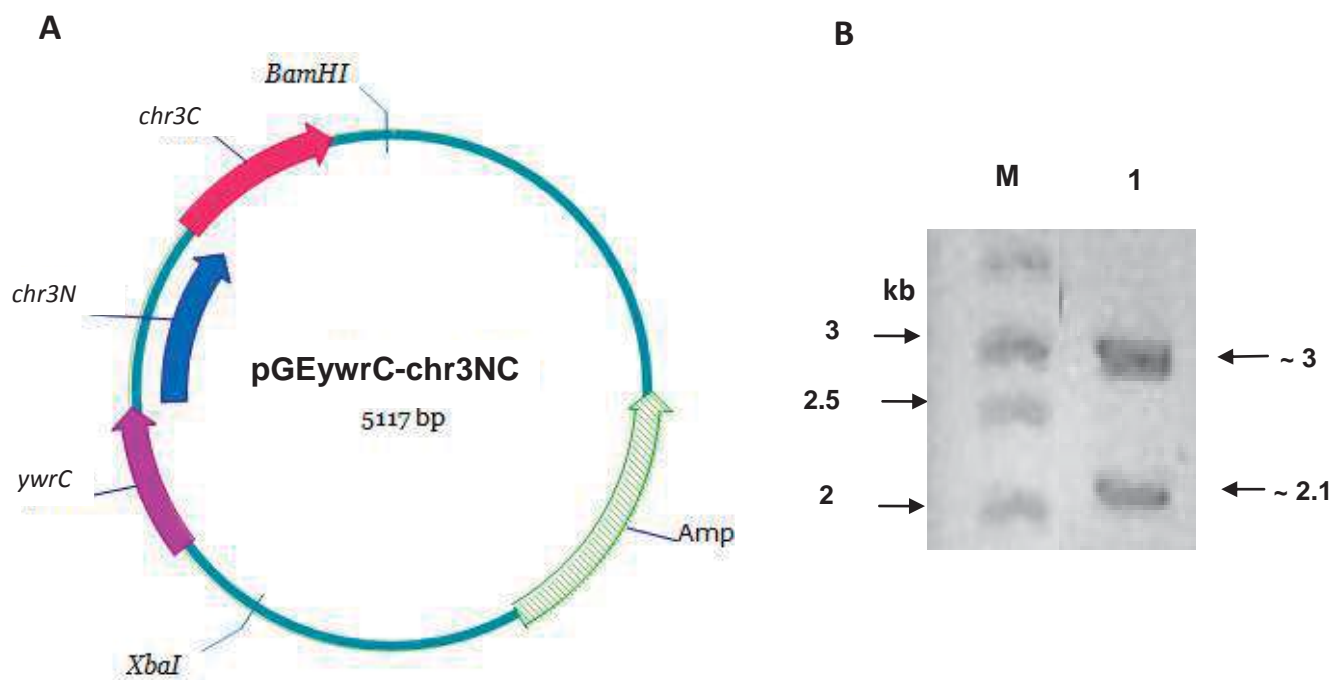 A
BamHI
chr3C
chr3N
pGEywrC-chr3NC
5117 bp
ywrC
Amp
XbaI
B
M 1
kb
3
~ 3
2.5
2
~ 2.1